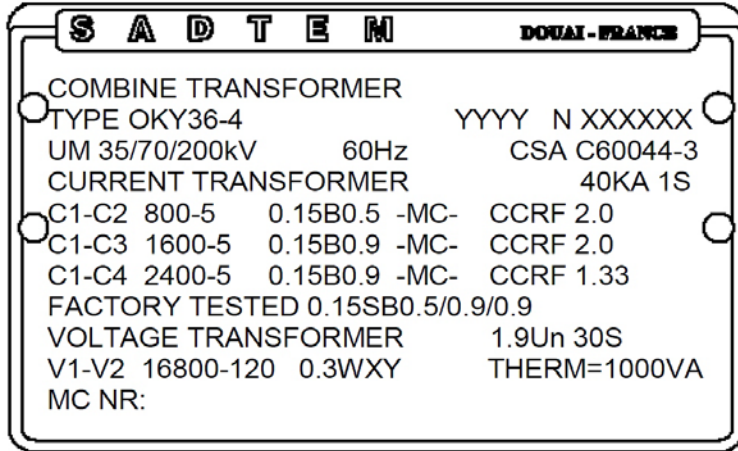 SADTEM DOUAI - FRANCE
COMBINE TRANSFORMER
TYPE OKY36-4 YYYY N XXXXXX
UM 35/70/200kV 60Hz CSA C60044-3
CURRENT TRANSFORMER 40KA 1S
C1-C2 800-5 0.15B0.5 -MC- CCRF 2.0
C1-C3 1600-5 0.15B0.9 -MC- CCRF 2.0
C1-C4 2400-5 0.15B0.9 -MC- CCRF 1.33
FACTORY TESTED 0.15SB0.5/0.9/0.9
VOLTAGE TRANSFORMER 1.9Un 30S
V1-V2 16800-120 0.3WXY THERM=1000VA
MC NR: